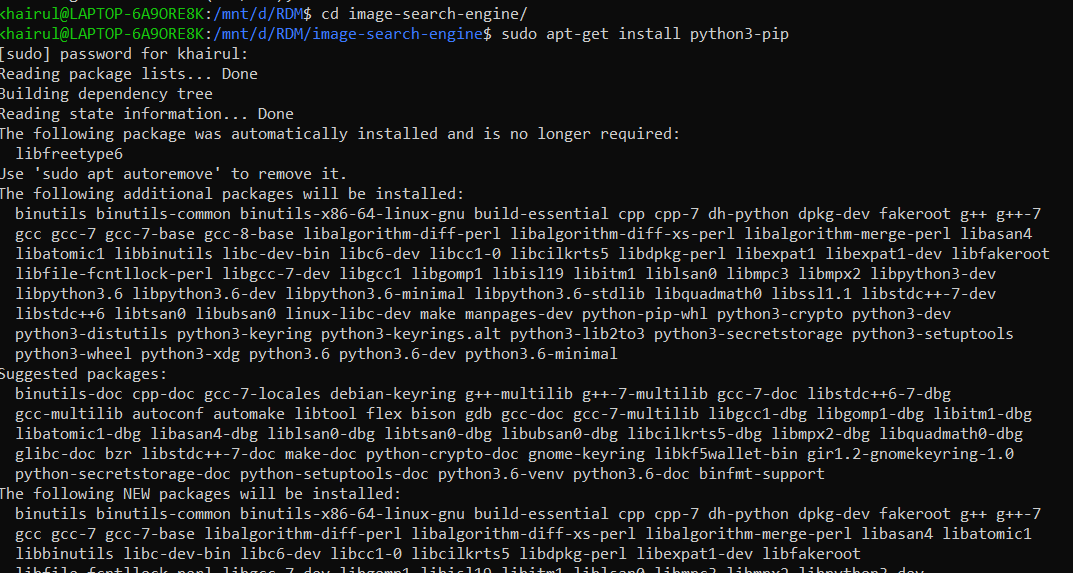 khairul@LAPTOP-6A9ORE8K:/mnt/d/RDM$ cd image-search-engine/
khairul@LAPTOP-6A9ORE8K:/mnt/d/RDM/image-search-engine$ sudo apt-get install python3-pip
[sudo] password for khairul:
Reading package lists... Done
Building dependency tree
Reading state information... Done
The following package was automatically installed and is no longer required:
  libfreetype6
Use 'sudo apt autoremove' to remove it.
The following additional packages will be installed:
  binutils binutils-common binutils-x86-64-linux-gnu build-essential cpp cpp-7 dh-python dpkg-dev fakeroot g++ g++-7
  gcc gcc-7 gcc-7-base gcc-8-base libalgorithm-diff-perl libalgorithm-diff-xs-perl libalgorithm-merge-perl libasan4
  libatomic1 libbinutils libc-dev-bin libc6-dev libcc1-0 libcilkrts5 libdpkg-perl libexpat1 libexpat1-dev libfakeroot
  libfile-fcntllock-perl libgcc-7-dev libgcc1 libgomp1 libisl19 libitm1 liblsan0 libmpc3 libmpx2 libpython3-dev
  libpython3.6 libpython3.6-dev libpython3.6-minimal libpython3.6-stdlib libquadmath0 libssl1.1 libstdc++-7-dev
  libstdc++6 libtsan0 libubsan0 linux-libc-dev make manpages-dev python-pip-whl python3-crypto python3-dev
  python3-distutils python3-keyring python3-keyrings.alt python3-lib2to3 python3-secretstorage python3-setuptools
  python3-wheel python3-xdg python3.6 python3.6-dev python3.6-minimal
Suggested packages:
  binutils-doc cpp-doc gcc-7-locales debian-keyring g++-multilib g++-7-multilib gcc-7-doc libstdc++6-7-dbg
  gcc-multilib autoconf automake libtool flex bison gdb gcc-doc gcc-7-multilib libgcc1-dbg libgomp1-dbg libitm1-dbg
  libatomic1-dbg libasan4-dbg liblsan0-dbg libtsan0-dbg libubsan0-dbg libcilkrts5-dbg libmpx2-dbg libquadmath0-dbg
  glibc-doc bzr libstdc++-7-doc make-doc python-crypto-doc gnome-keyring libkf5wallet-bin gir1.2-gnomekeyring-1.0
  python-secretstorage-doc python-setuptools-doc python3.6-venv python3.6-doc binfmt-support
The following NEW packages will be installed:
  binutils binutils-common binutils-x86-64-linux-gnu build-essential cpp cpp-7 dh-python dpkg-dev fakeroot g++ g++-7
  gcc gcc-7 gcc-7-base libalgorithm-diff-perl libalgorithm-diff-xs-perl libalgorithm-merge-perl libasan4 libatomic1
  libbinutils libc-dev-bin libc6-dev libcc1-0 libcilkrts5 libdpkg-perl libexpat1-dev libfakeroot
  libfile-fcntllock-perl libgcc-7-dev libgomp1 libisl19 libitm1 liblsan0 libmpc3 libmpx2 libpython3-dev